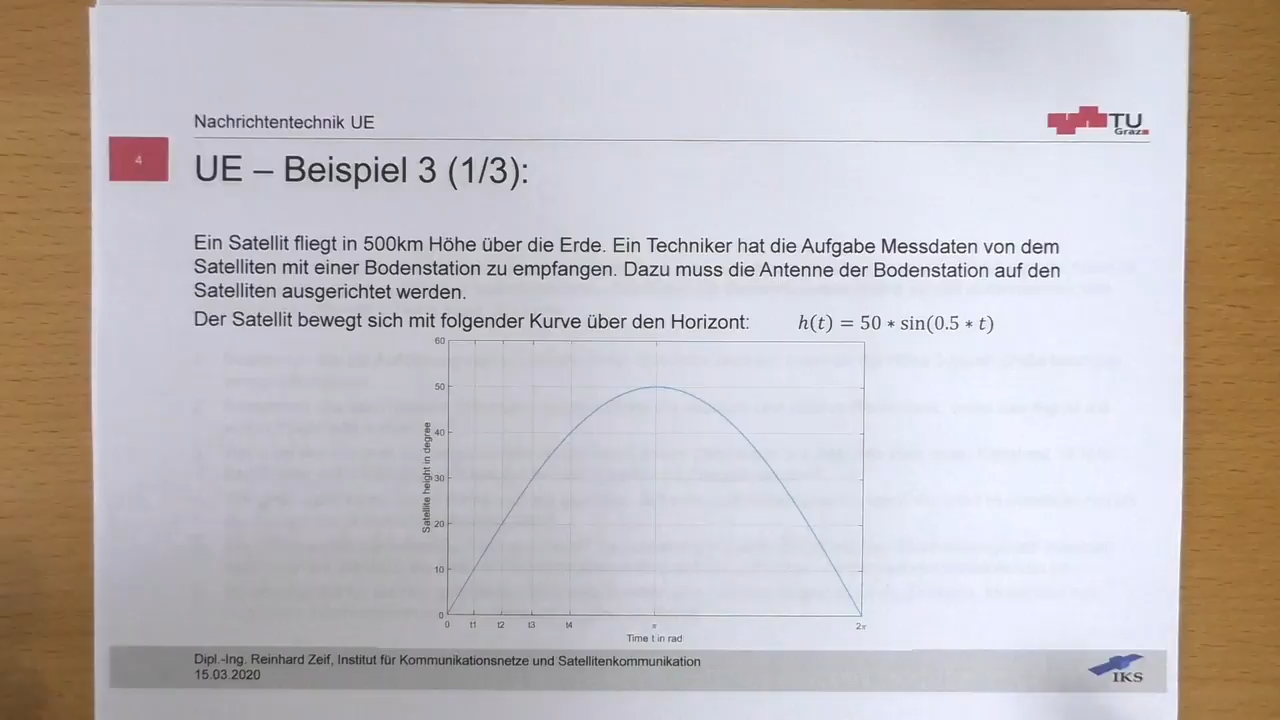 Nachrichtentechnik UE
TU
Graz
4
UE – Beispiel 3 (1/3):
Ein Satellit fliegt in 500km Höhe über die Erde. Ein Techniker hat die Aufgabe Messdaten von dem
Satelliten mit einer Bodenstation zu empfangen. Dazu muss die Antenne der Bodenstation auf den
Satelliten ausgerichtet werden.
Der Satellit bewegt sich mit folgender Kurve über den Horizont: h(t) = 50 * sin(0.5 * t)
60
50
40
30
20
10
0
Satellite height in degree
0 t1 t2 t3 t4 π 2π
Time t in rad
Dipl.-Ing. Reinhard Zeif, Institut für Kommunikationsnetze und Satellitenkommunikation
15.03.2020
IKS